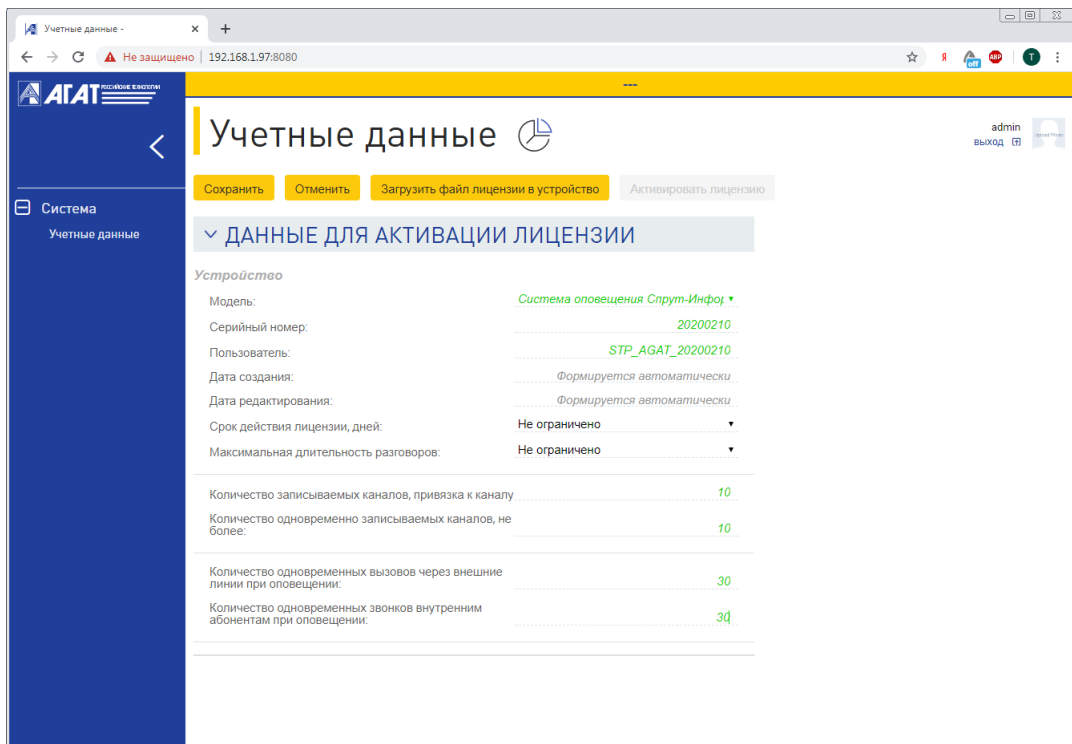 Учетные данные -
Не защищено 192.168.1.97:8080
Я
off
ABP
T
АГАТ РОССИЙСКИЕ ТЕХНОЛОГИИ
---
Учетные данные
admin
выход
Сохранить Отменить Загрузить файл лицензии в устройство Активировать лицензию
Система
Учетные данные
ДАННЫЕ ДЛЯ АКТИВАЦИИ ЛИЦЕНЗИИ
Устройство
Модель: Система оповещения Спрут-Инфор
Серийный номер: 20200210
Пользователь: STP_AGAT_20200210
Дата создания: Формируется автоматически
Дата редактирования: Формируется автоматически
Срок действия лицензии, дней: Не ограничено
Максимальная длительность разговоров: Не ограничено
Количество записываемых каналов, привязка к каналу 10
Количество одновременно записываемых каналов, не
более: 10
Количество одновременных вызовов через внешние
линии при оповещении: 30
Количество одновременных звонков внутренним
абонентам при оповещении: 30